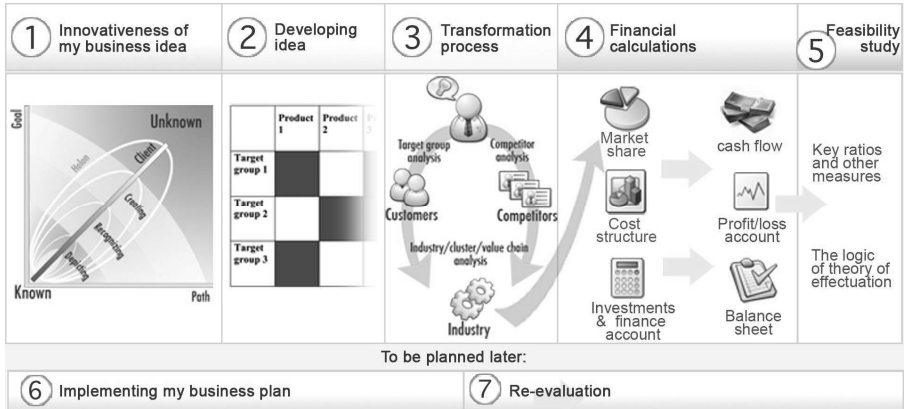 1 Innovativeness of
my business idea
2 Developing
idea
3 Transformation
process
4 Financial
calculations
5 Feasibility
study
Goal
Unknown
Holon
Client
Creating
Recognizing
Depicting
Known
Path
Product
1
Product
2
P
3
Target
group 1
Target
group 2
Target
group 3
Target group
analysis
Competitor
analysis
Customers
Competitors
Industry/cluster/value chain
analysis
Industry
Market
share
Cost
structure
Investments
& finance
account
cash flow
Profit/loss
account
Balance
sheet
Key ratios
and other
measures
The logic
of theory of
effectuation
To be planned later:
6 Implementing my business plan
7 Re-evaluation